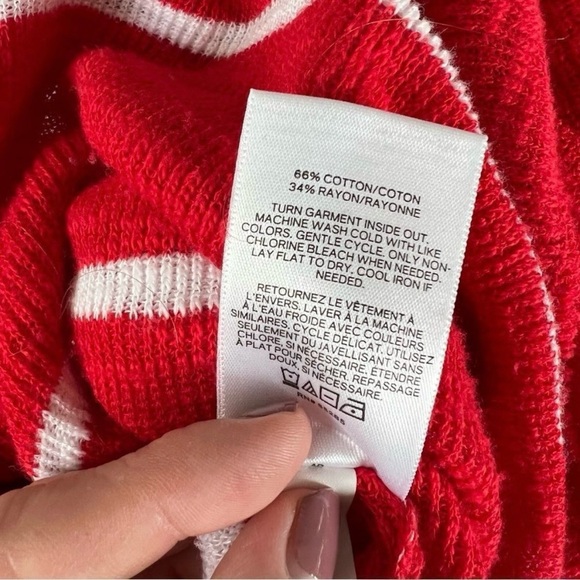 66% COTTON/COTON
34% RAYON/RAYONNE
TURN GARMENT INSIDE OUT,
MACHINE WASH COLD WITH LIKE
COLORS. GENTLE CYCLE. ONLY NON-
CHLORINE BLEACH WHEN NEEDED.
LAY FLAT TO DRY, COOL IRON IF
NEEDED.
RETOURNEZ LE VÊTEMENT À
L'ENVERS. LAVER À LA MACHINE
À L'EAU FROIDE AVEC COULEURS
SIMILAIRES, CYCLE DÉLICAT. UTILISEZ
SEULEMENT DU JAVELLISANT SANS
CHLORE, SI NÉCESSAIRE, ÉTENDRE
À PLAT POUR SÉCHER. REPASSAGE
DOUX, SI NÉCESSAIRE.